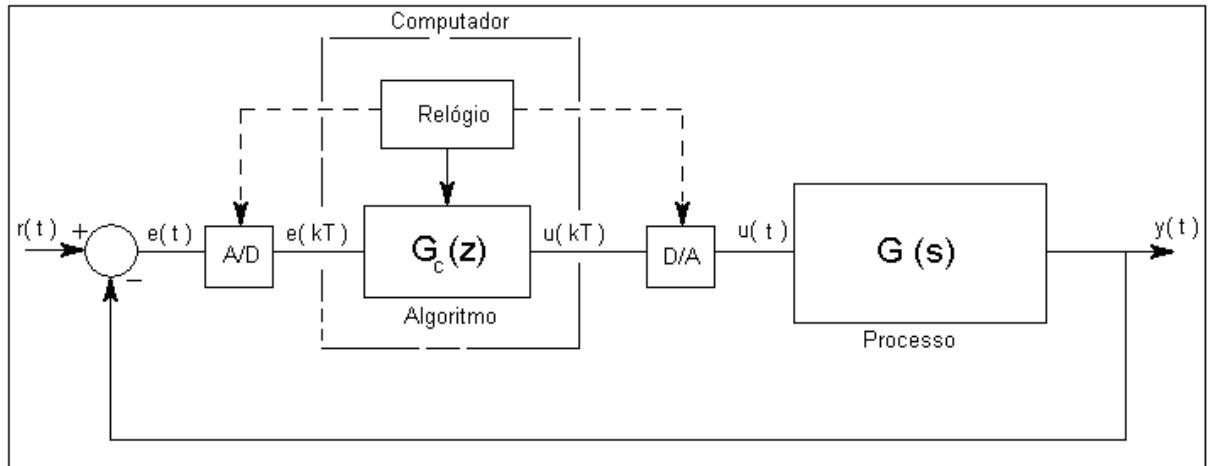 Computador
Relógio
r(t)
+
−
e(t)
A/D
e(kT)
G_c(z)
u(kT)
D/A
u(t)
G(s)
y(t)
Algoritmo
Processo